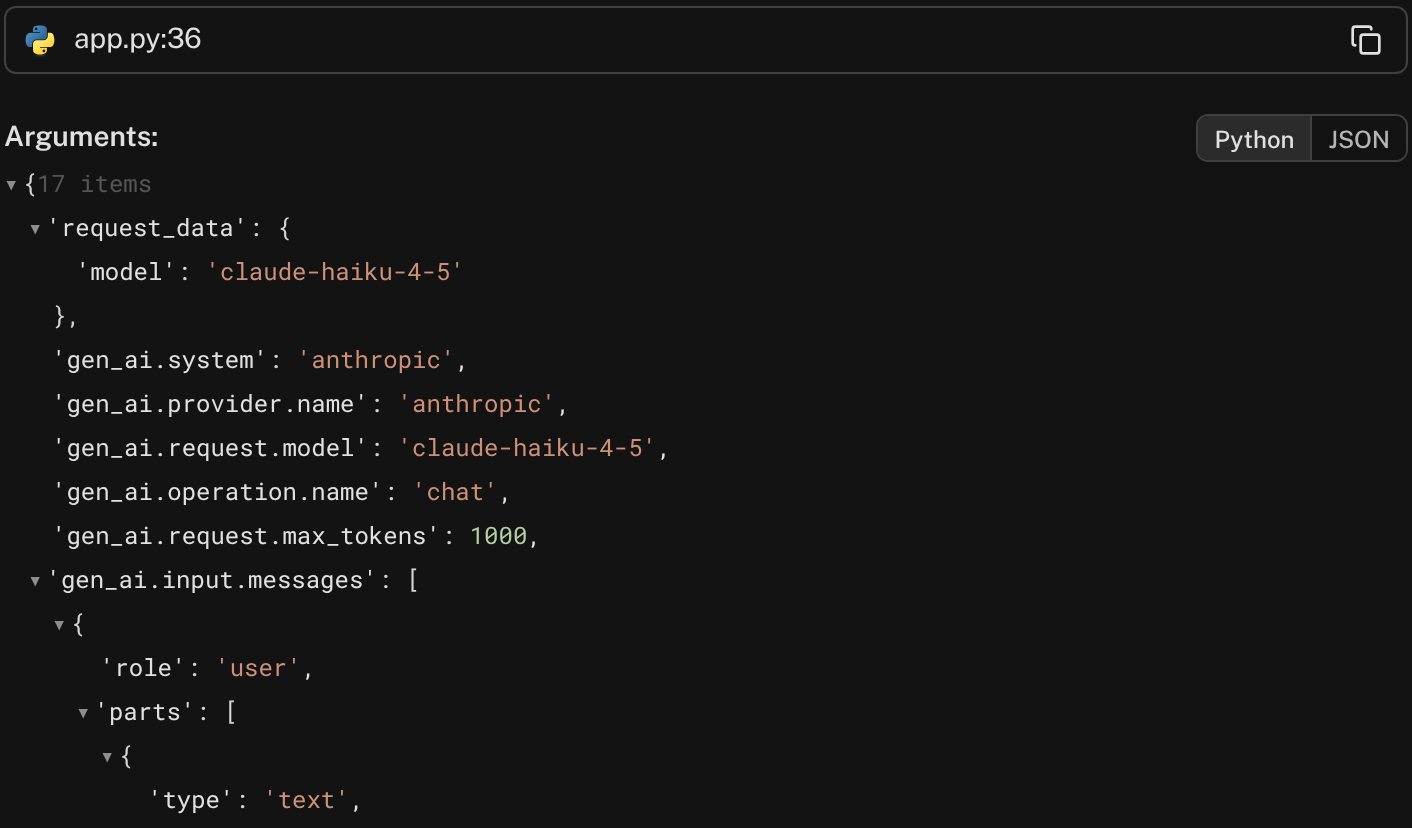 app.py:36
Arguments:
Python JSON
{17 items
'request_data': {
'model': 'claude-haiku-4-5'
},
'gen_ai.system': 'anthropic',
'gen_ai.provider.name': 'anthropic',
'gen_ai.request.model': 'claude-haiku-4-5',
'gen_ai.operation.name': 'chat',
'gen_ai.request.max_tokens': 1000,
'gen_ai.input.messages': [
{
'role': 'user',
'parts': [
{
'type': 'text',